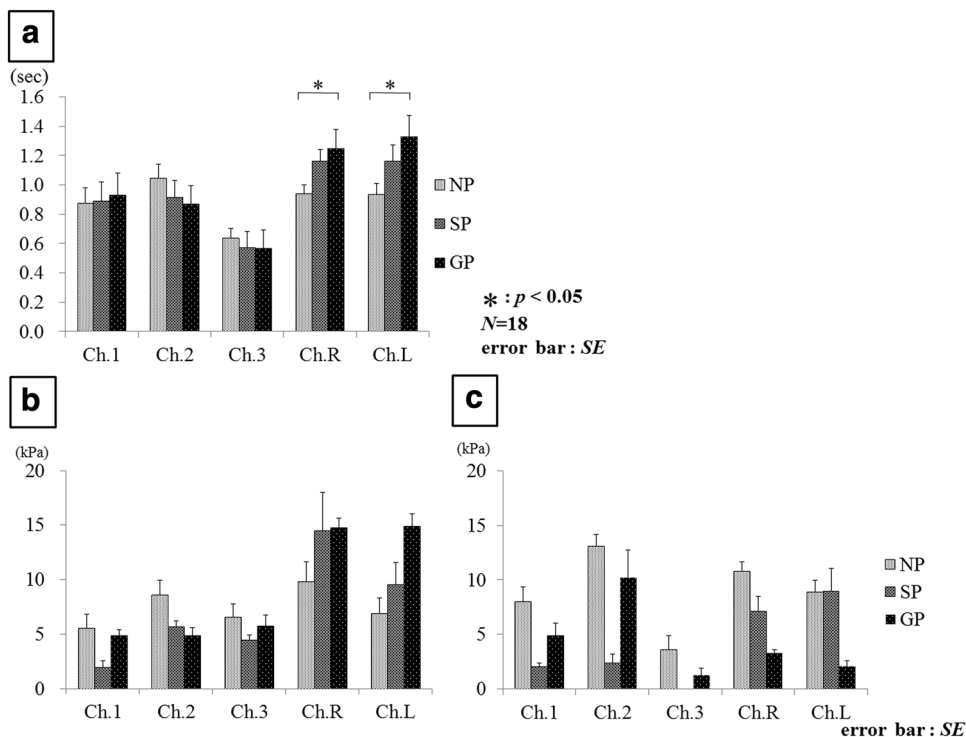 a
(sec)
1.6
1.4
1.2
1.0
0.8
0.6
0.4
0.2
0.0
* *
Ch.1 Ch.2 Ch.3 Ch.R Ch.L
NP
SP
GP
* : p < 0.05
N=18
error bar : SE
b
(kPa)
20
15
10
5
0
Ch.1 Ch.2 Ch.3 Ch.R Ch.L
c
(kPa)
20
15
10
5
0
Ch.1 Ch.2 Ch.3 Ch.R Ch.L
NP
SP
GP
error bar : SE